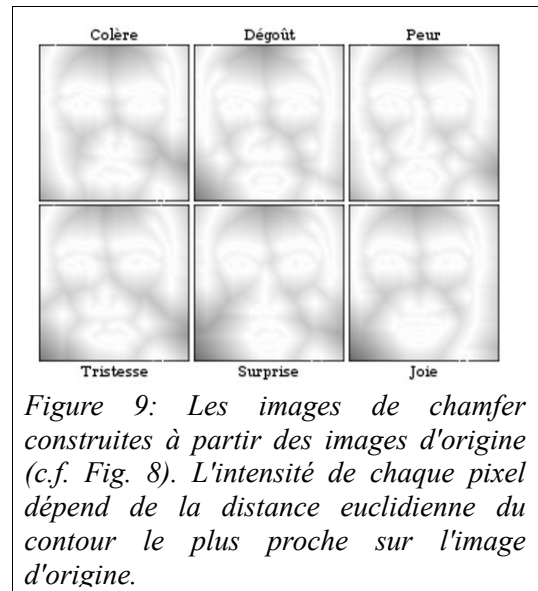 Colère Dégoût Peur
Tristesse Surprise Joie
Figure 9: Les images de chamfer
construites à partir des images d'origine
(c.f. Fig. 8). L'intensité de chaque pixel
dépend de la distance euclidienne du
contour le plus proche sur l'image
d'origine.